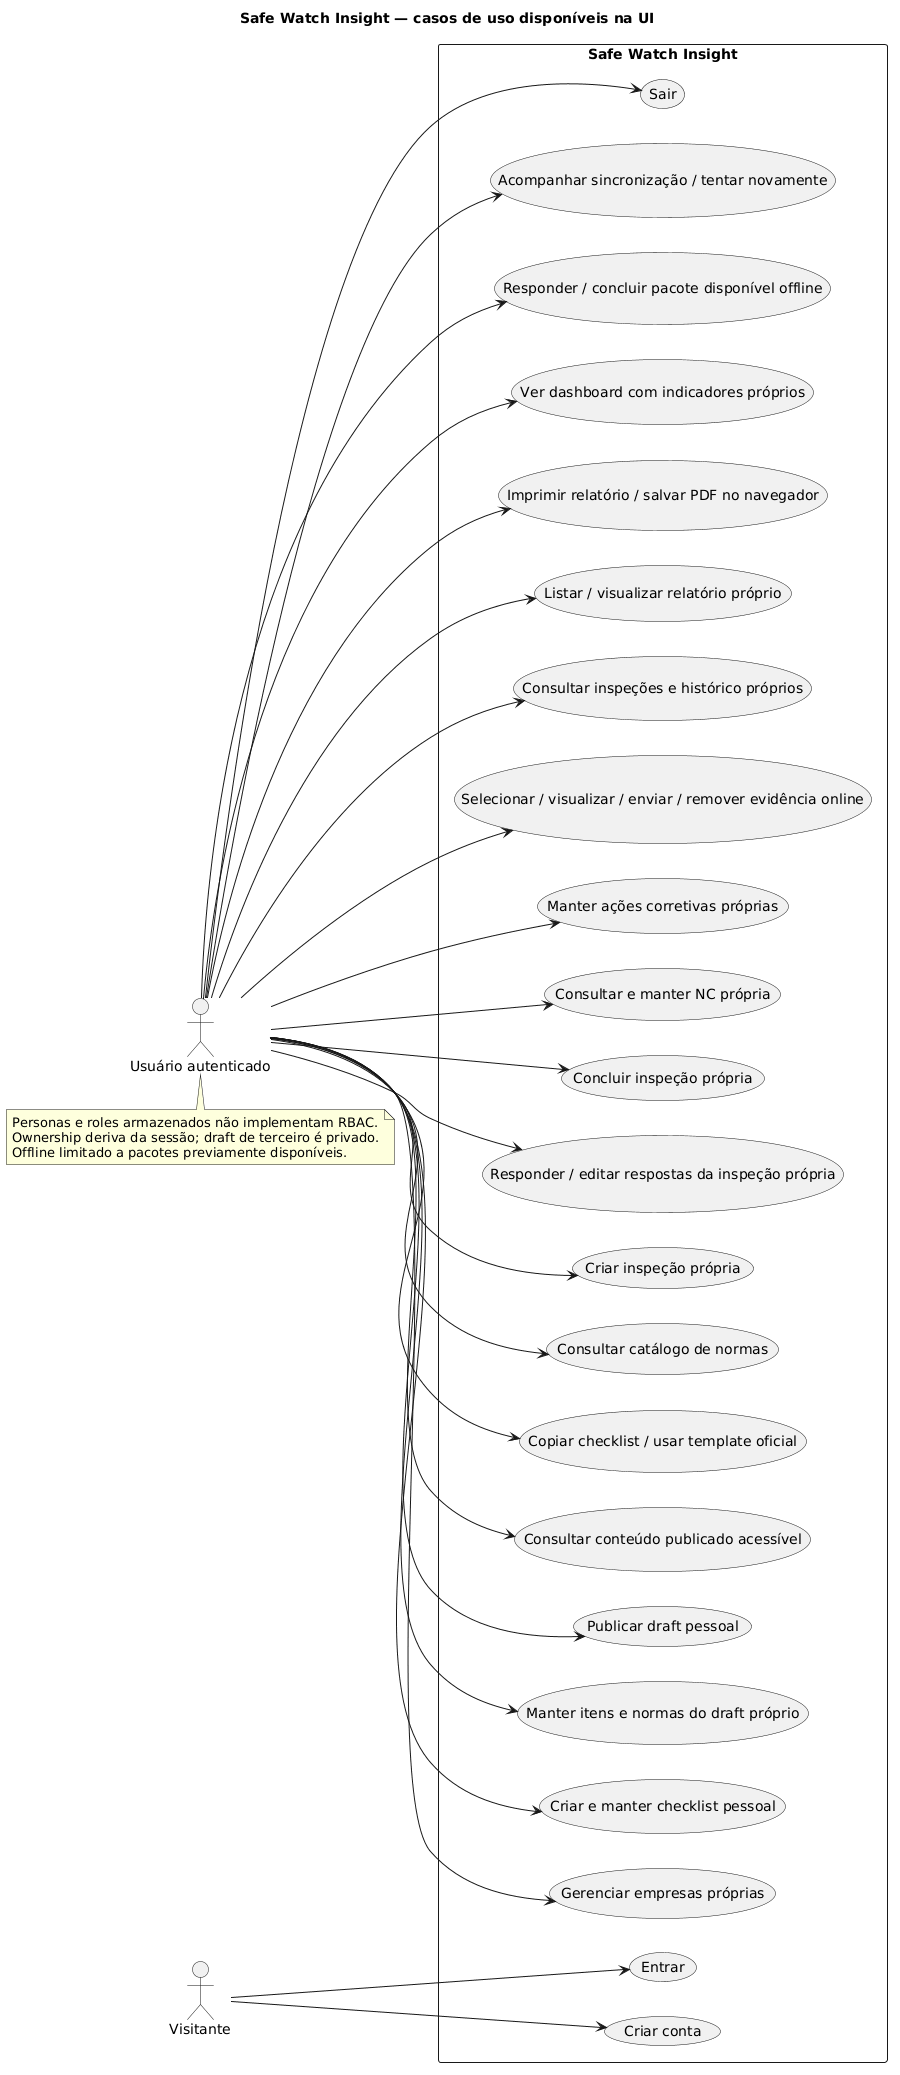 Safe Watch Insight — casos de uso disponíveis na UI
Safe Watch Insight
Sair
Acompanhar sincronização / tentar novamente
Responder / concluir pacote disponível offline
Ver dashboard com indicadores próprios
Imprimir relatório / salvar PDF no navegador
Listar / visualizar relatório próprio
Consultar inspeções e histórico próprios
Selecionar / visualizar / enviar / remover evidência online
Manter ações corretivas próprias
Consultar e manter NC própria
Usuário autenticado
Concluir inspeção própria
Personas e roles armazenados não implementam RBAC.
Ownership deriva da sessão; draft de terceiro é privado.
Offline limitado a pacotes previamente disponíveis.
Responder / editar respostas da inspeção própria
Criar inspeção própria
Consultar catálogo de normas
Copiar checklist / usar template oficial
Consultar conteúdo publicado acessível
Publicar draft pessoal
Manter itens e normas do draft próprio
Criar e manter checklist pessoal
Gerenciar empresas próprias
Entrar
Visitante
Criar conta